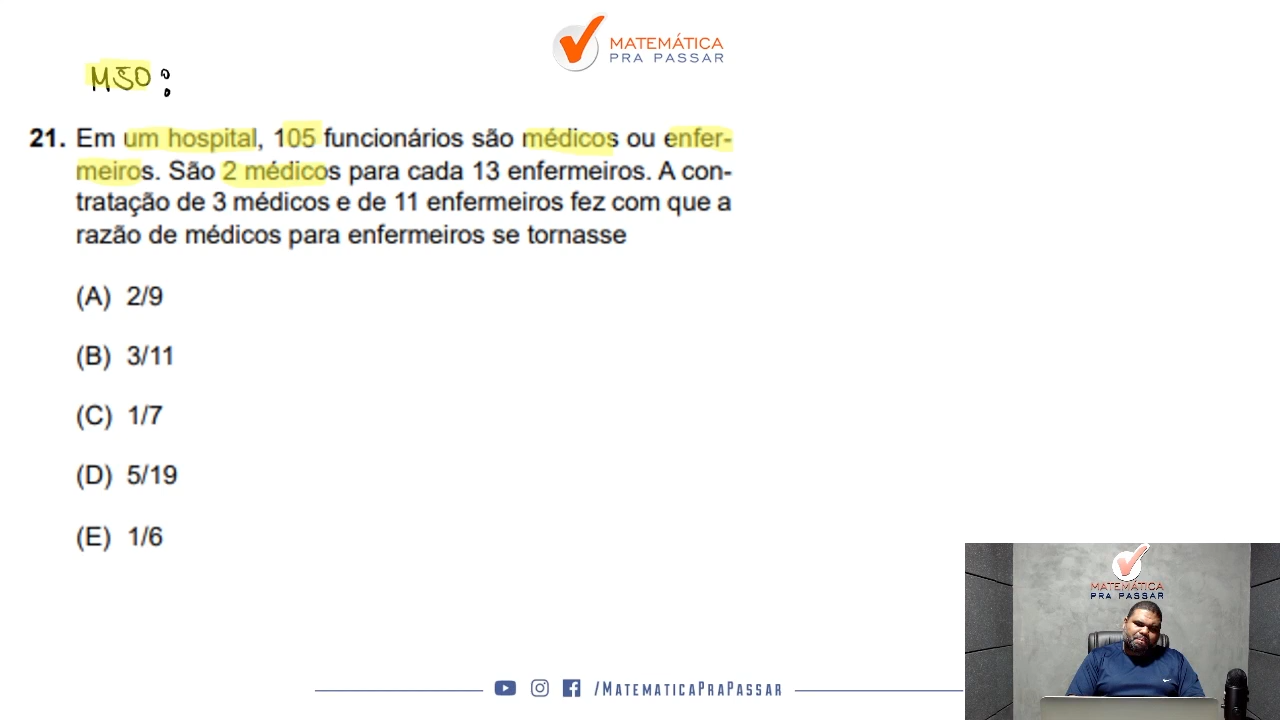 MATEMÁTICA
PRA PASSAR
MSO:
21. Em um hospital, 105 funcionários são médicos ou enfer-
meiros. São 2 médicos para cada 13 enfermeiros. A con-
tratação de 3 médicos e de 11 enfermeiros fez com que a
razão de médicos para enfermeiros se tornasse
(A) 2/9
(B) 3/11
(C) 1/7
(D) 5/19
(E) 1/6
MATEMÁTICA
PRA PASSAR
/MATEMATICAPRAPASSAR